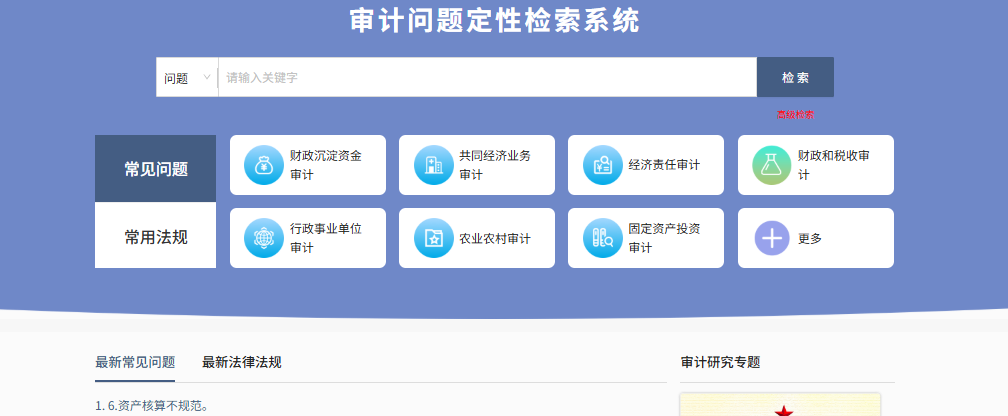 审计问题定性检索系统
问题
请输入关键字
检 索
高级检索
常见问题
常用法规
财政沉淀资金
审计
共同经济业务
审计
经济责任审计
财政和税收审
计
行政事业单位
审计
农业农村审计
固定资产投资
审计
更多
最新常见问题
最新法律法规
审计研究专题
1. 6.资产核算不规范。